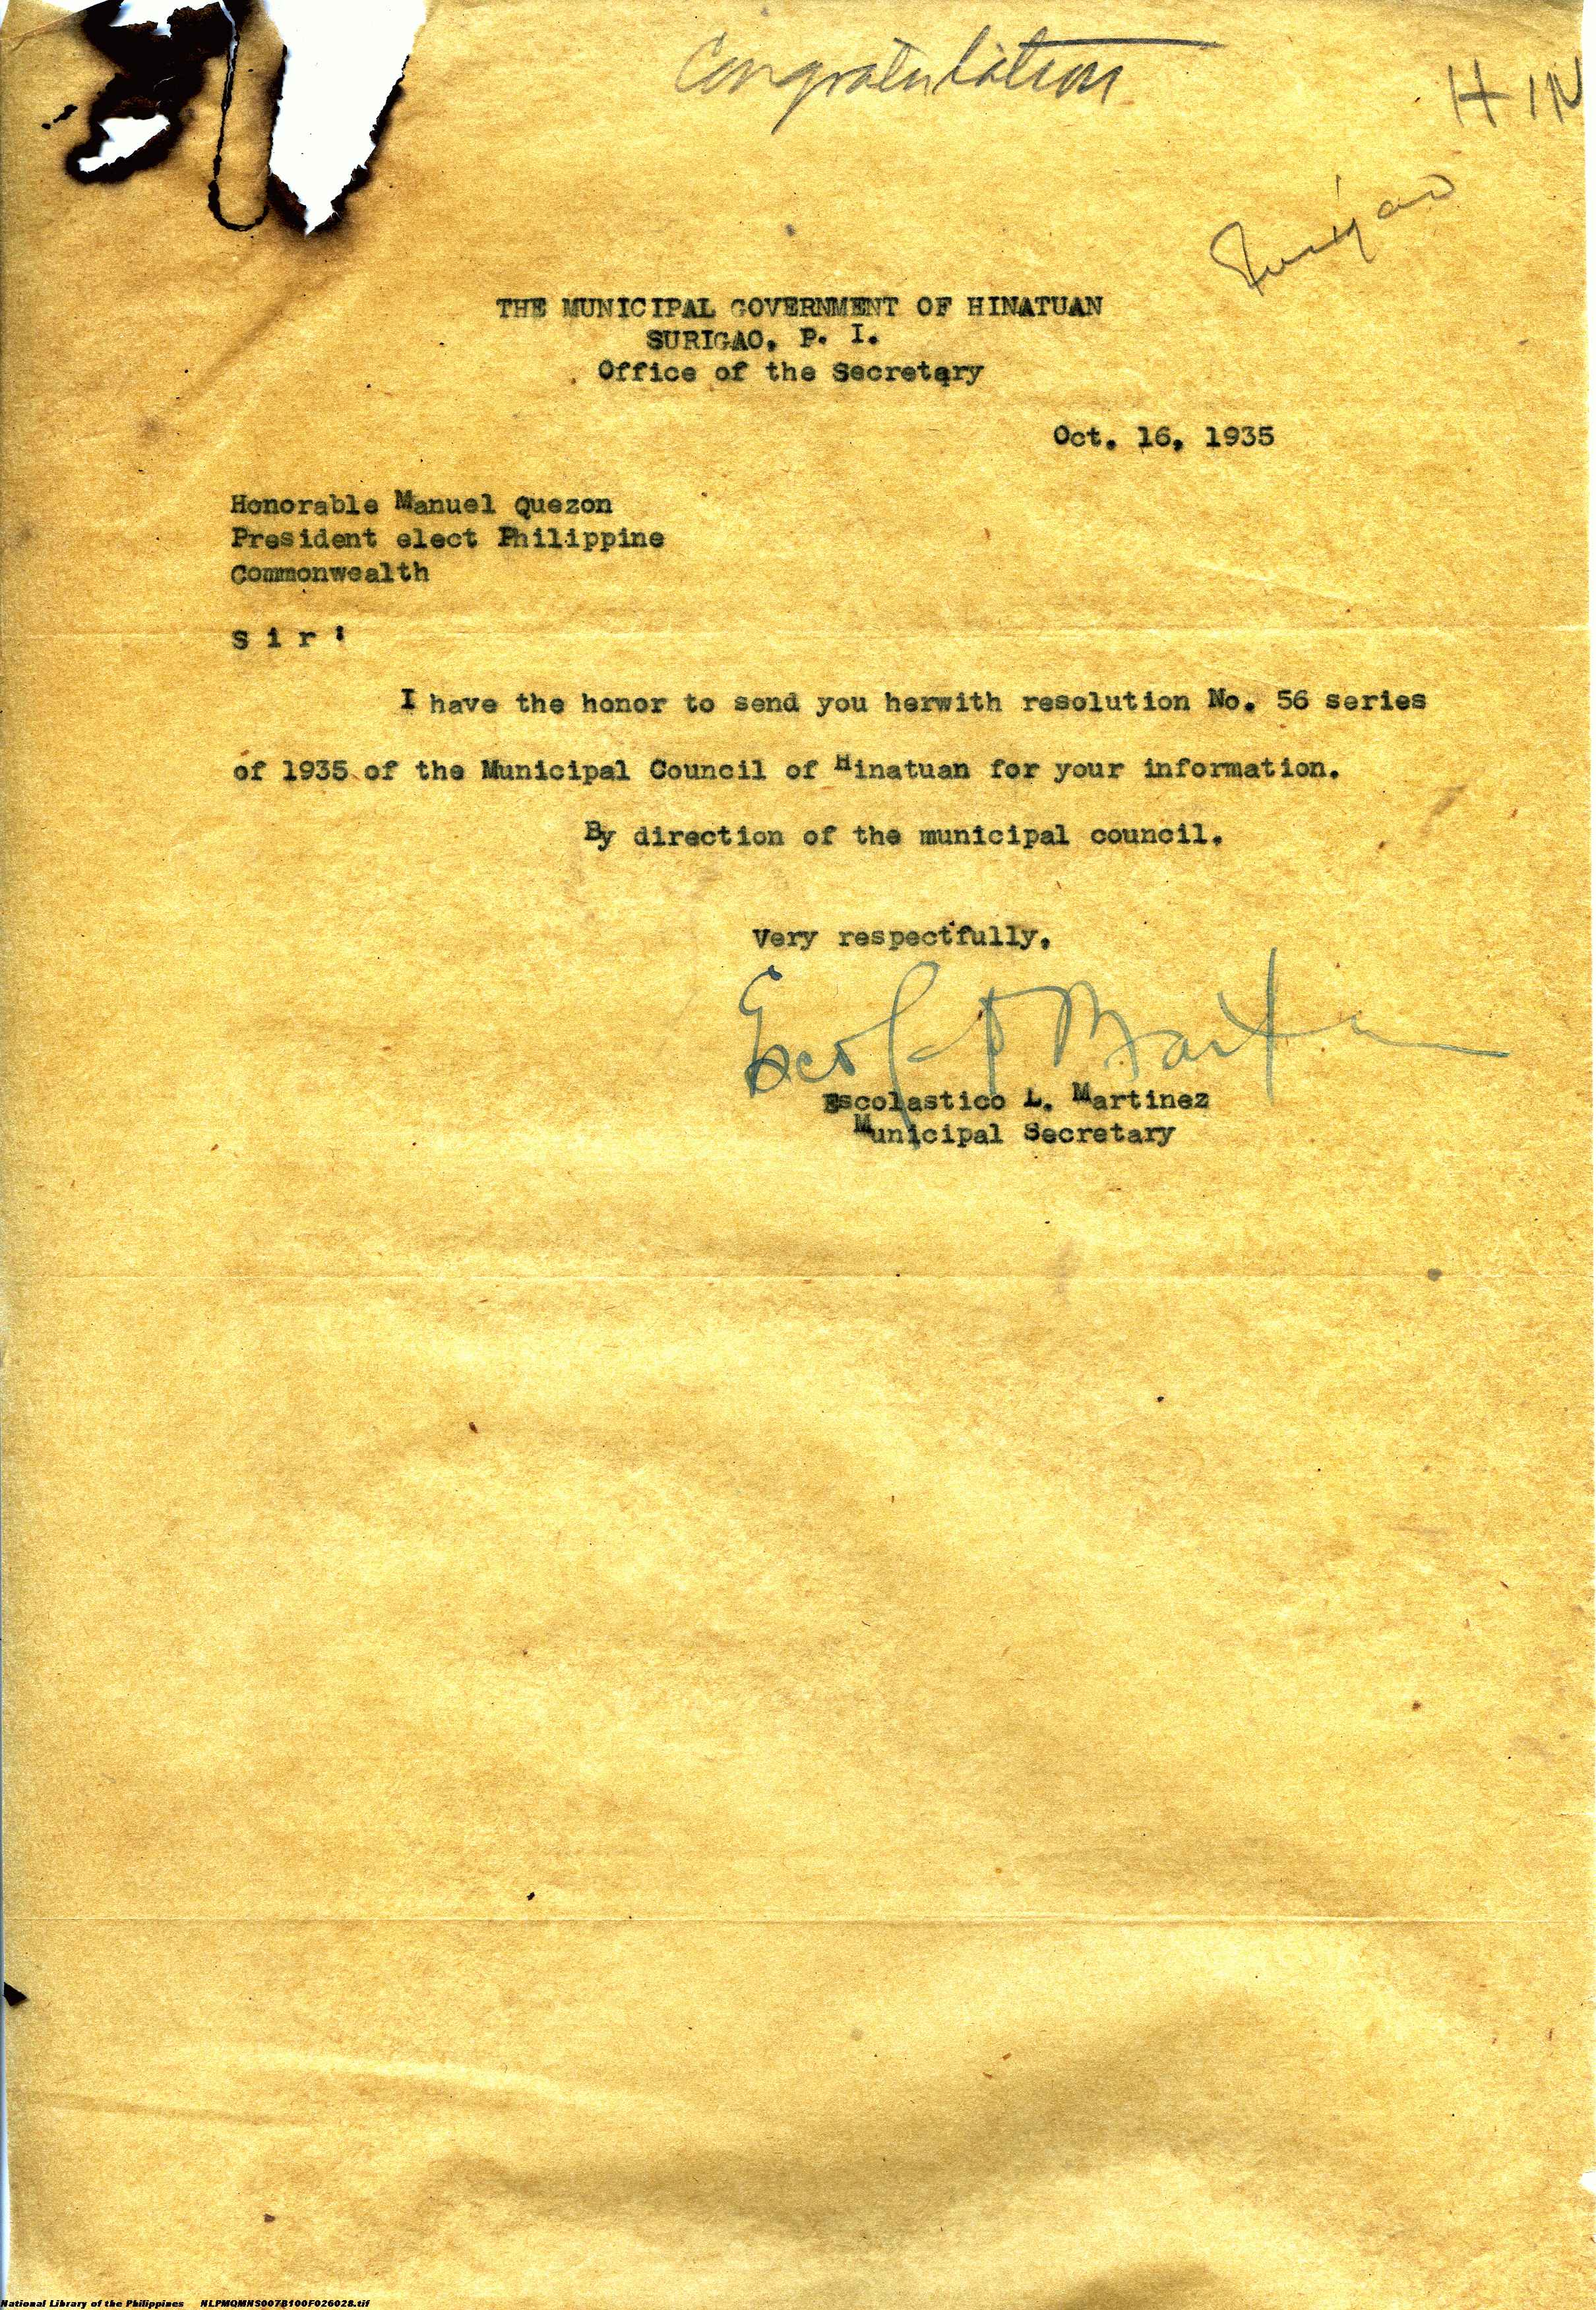 Congratulation
HIN
Surigao
THE MUNICIPAL GOVERNMENT OF HINATUAN
SURIGAO, P. I.
Office of the Secretary
Oct. 16, 1935
Honorable Manuel Quezon
President elect Philippine
Commonwealth
S i r :
I have the honor to send you herwith resolution No. 56 series
of 1935 of the Municipal Council of Hinatuan for your information.
By direction of the municipal council.
Very respectfully,
Escolast Martinez
Escolastico L. Martinez
Municipal Secretary
National Library of the Philippines NLPMQMNS007B100F026028.tif